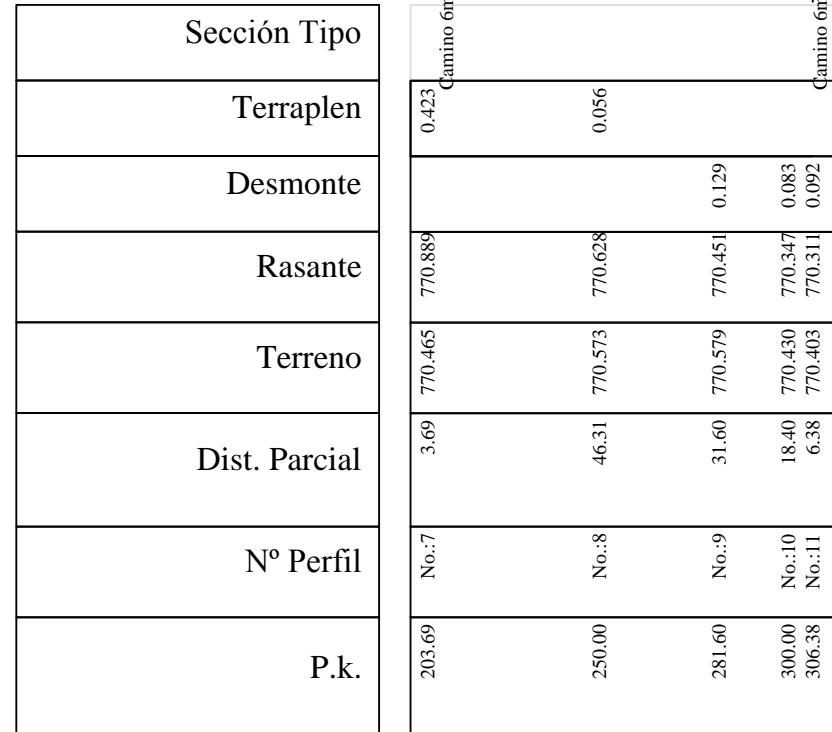 Sección Tipo
Camino 6m
Camino 6m
Terraplen
0.423
0.056
Desmonte
0.129
0.083
0.092
Rasante
770.889
770.628
770.451
770.347
770.311
Terreno
770.465
770.573
770.579
770.430
770.403
Dist. Parcial
3.69
46.31
31.60
18.40
6.38
Nº Perfil
No.:7
No.:8
No.:9
No.:10
No.:11
P.k.
203.69
250.00
281.60
300.00
306.38